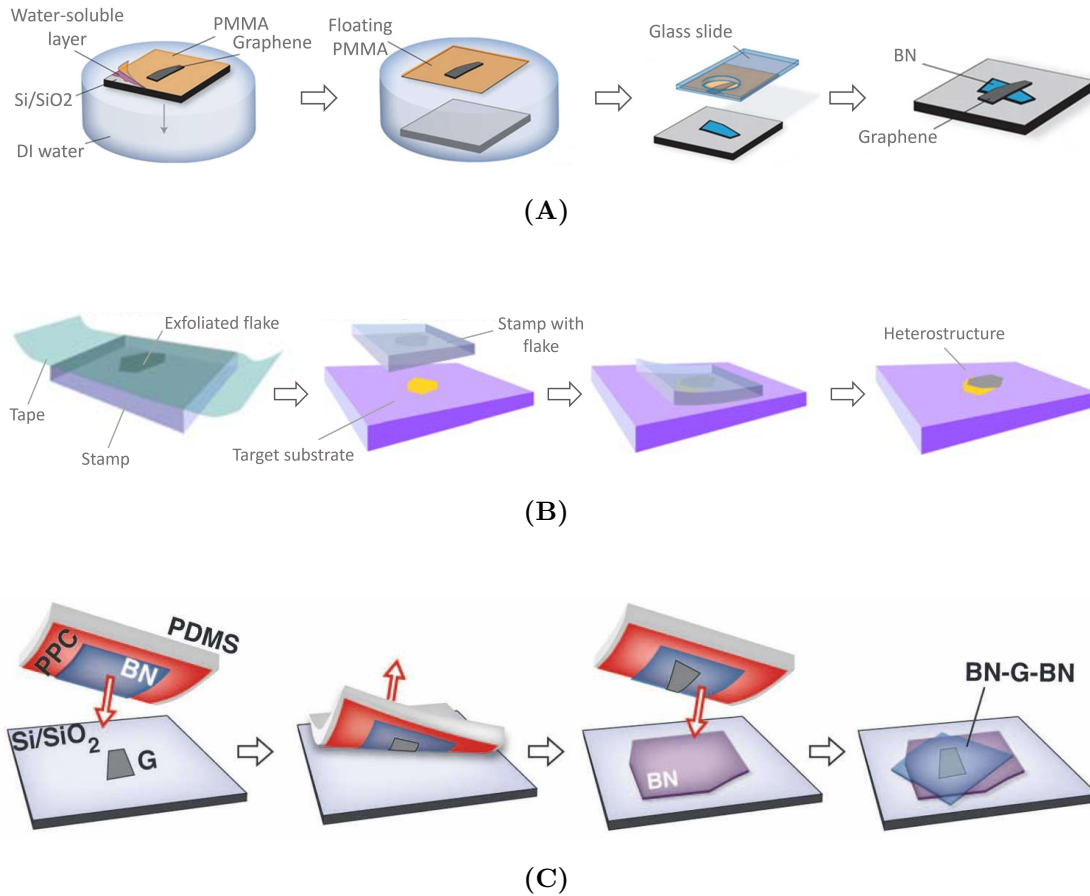 Water-soluble
layer
PMMA
Graphene
Si/SiO2
DI water
Floating
PMMA
Glass slide
BN
Graphene
(A)
Exfoliated flake
Tape
Stamp
Stamp with
flake
Target substrate
Heterostructure
(B)
PPC
BN
PDMS
Si/SiO₂
G
BN
BN-G-BN
(C)